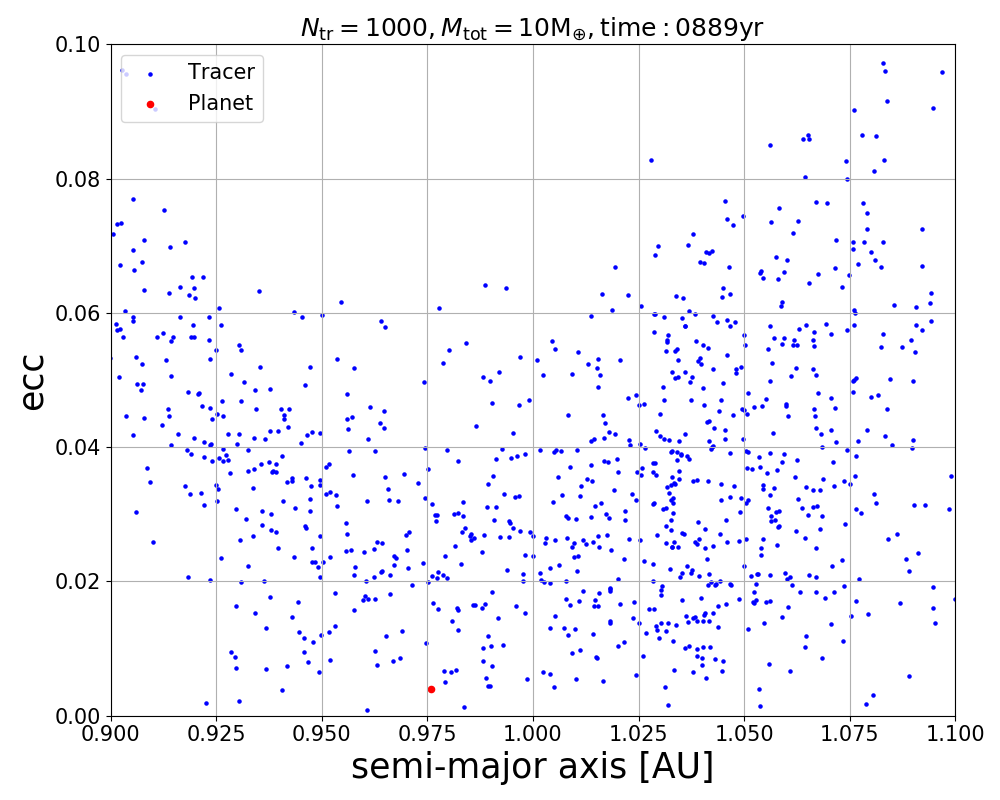 N_tr = 1000, M_tot = 10M_⊕, time : 0889yr
Tracer
Planet
0.10
0.08
0.06
0.04
0.02
0.00
ecc
0.900 0.925 0.950 0.975 1.000 1.025 1.050 1.075 1.100
semi-major axis [AU]